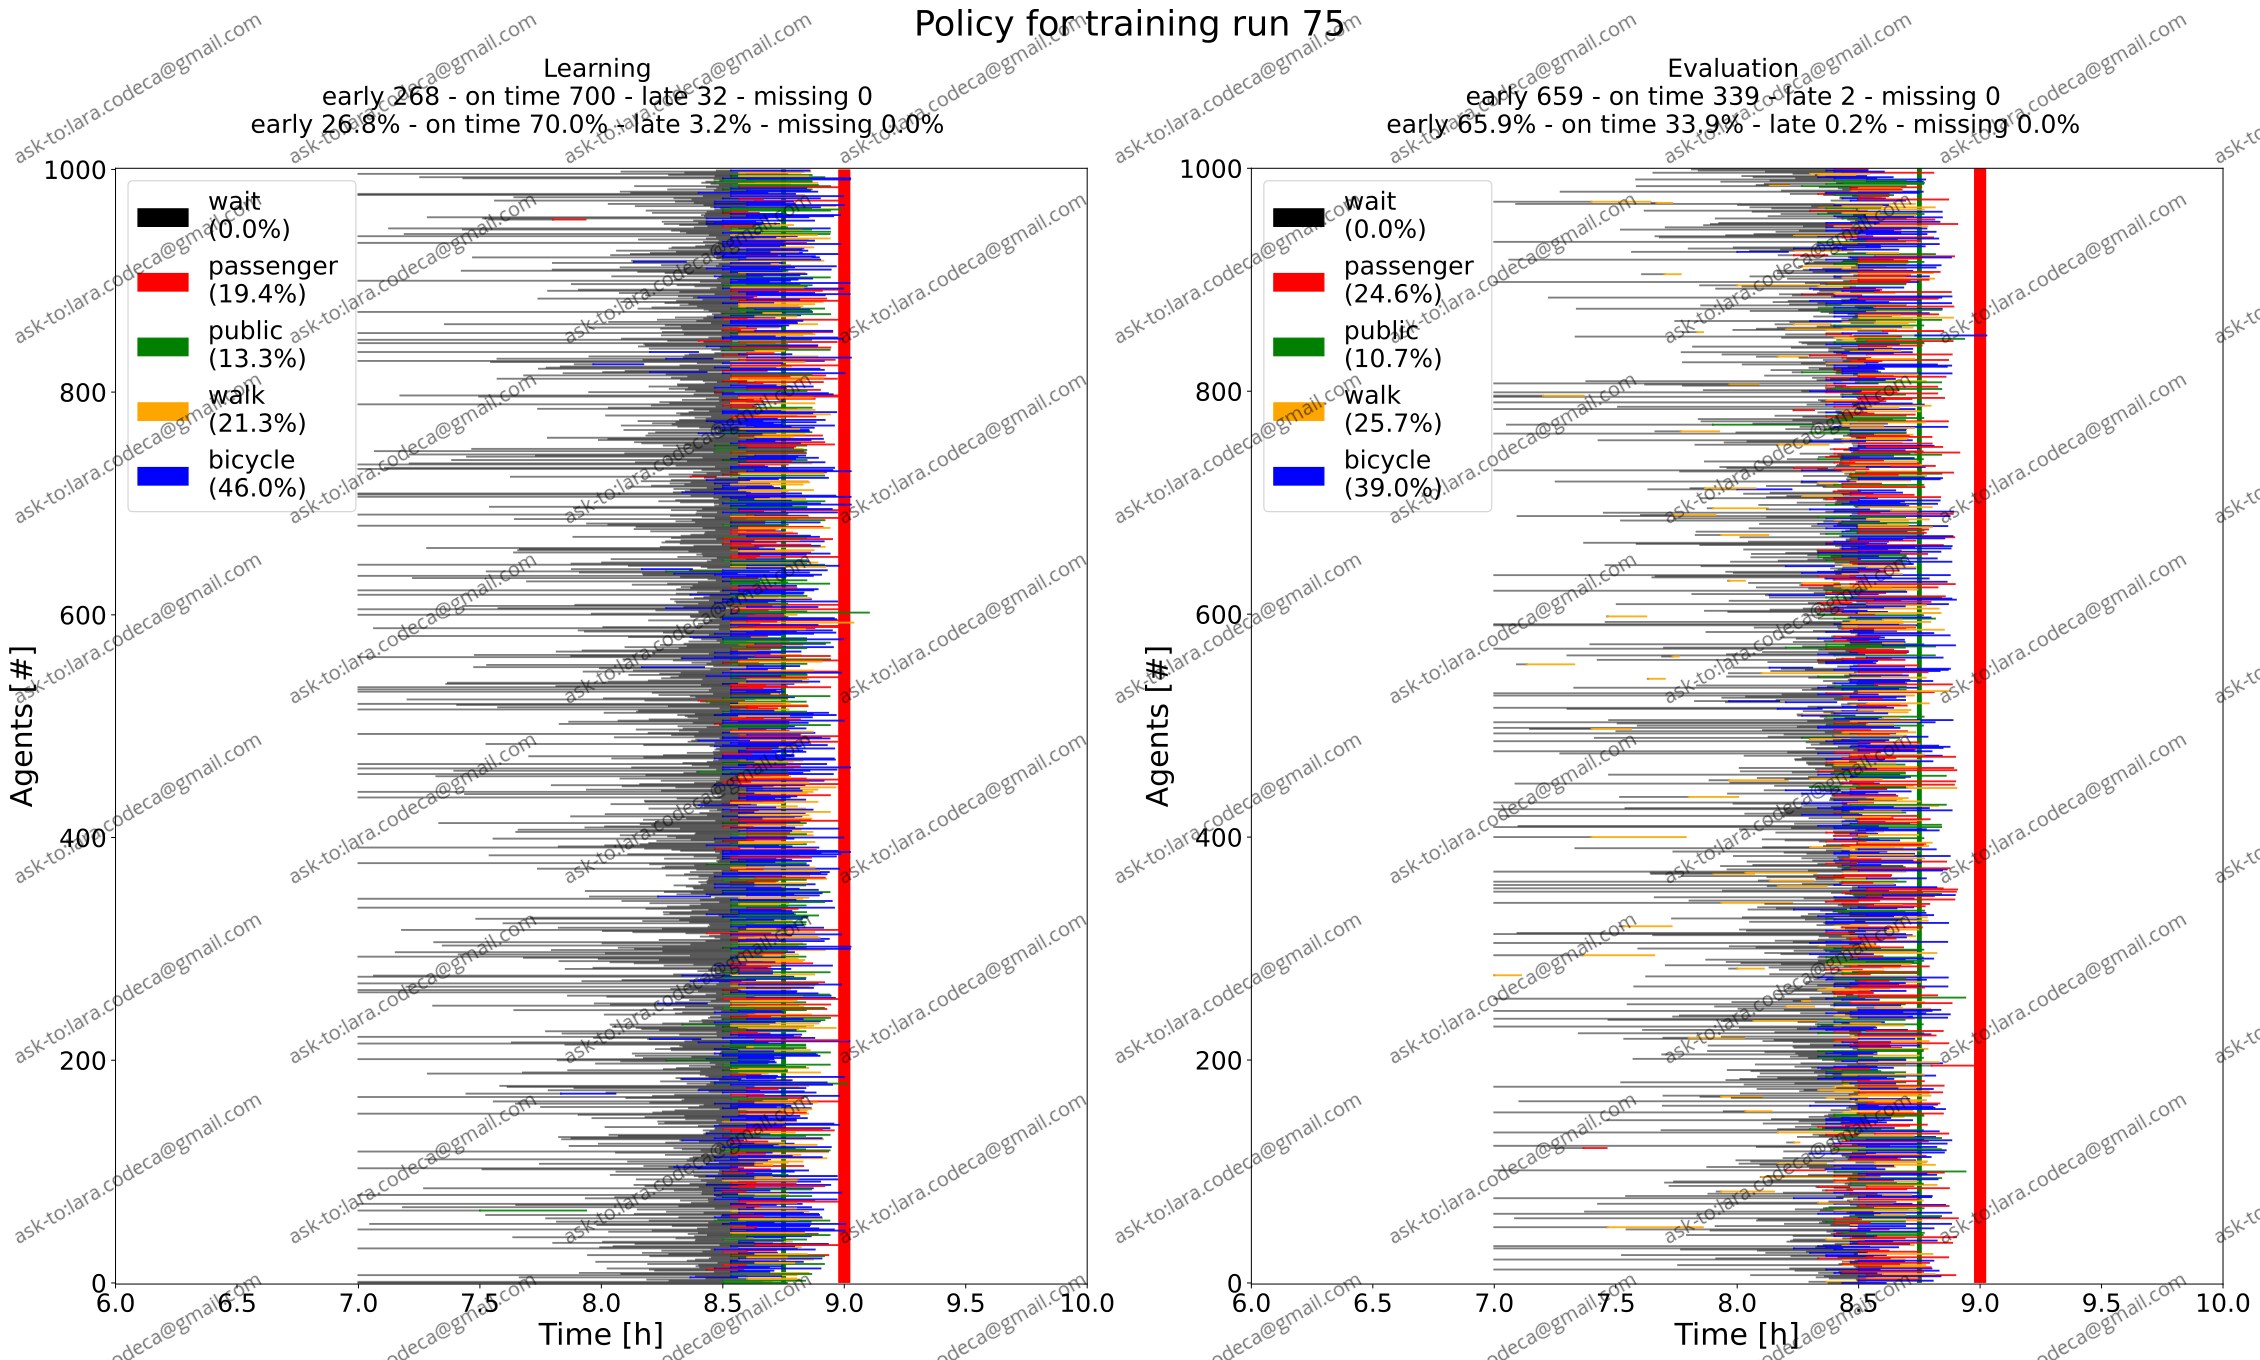 Policy for training run 75
Learning
early 268 - on time 700 - late 32 - missing 0
early 26.8% - on time 70.0% - late 3.2% - missing 0.0%
1000
800
600
400
200
0
Agents [#]
wait
(0.0%)
passenger
(19.4%)
public
(13.3%)
walk
(21.3%)
bicycle
(46.0%)
6.0 6.5 7.0 7.5 8.0 8.5 9.0 9.5 10.0
Time [h]
Evaluation
early 659 - on time 339 - late 2 - missing 0
early 65.9% - on time 33.9% - late 0.2% - missing 0.0%
1000
800
600
400
200
0
Agents [#]
wait
(0.0%)
passenger
(24.6%)
public
(10.7%)
walk
(25.7%)
bicycle
(39.0%)
6.0 6.5 7.0 7.5 8.0 8.5 9.0 9.5 10.0
Time [h]
ask-to:lara.codeca@gmail.com